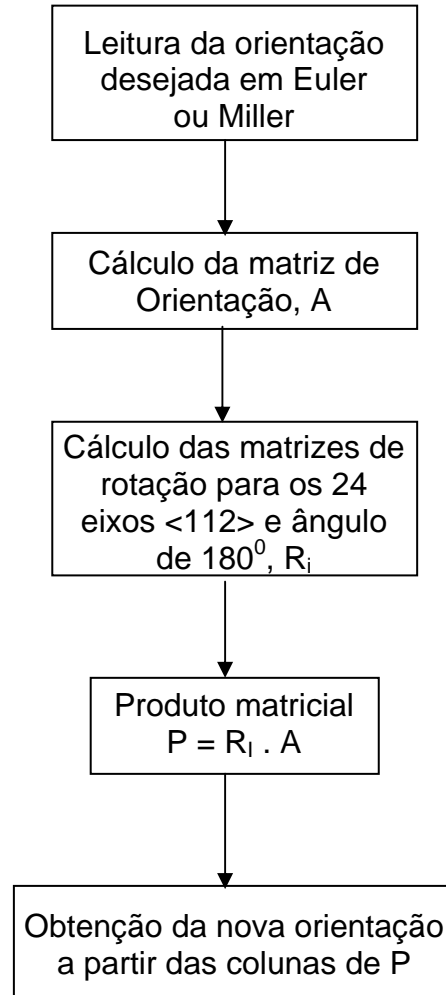 Leitura da orientação
desejada em Euler
ou Miller
Cálculo da matriz de
Orientação, A
Cálculo das matrizes de
rotação para os 24
eixos <112> e ângulo
de 180⁰, Rᵢ
Produto matricial
P = R_I . A
Obtenção da nova orientação
a partir das colunas de P